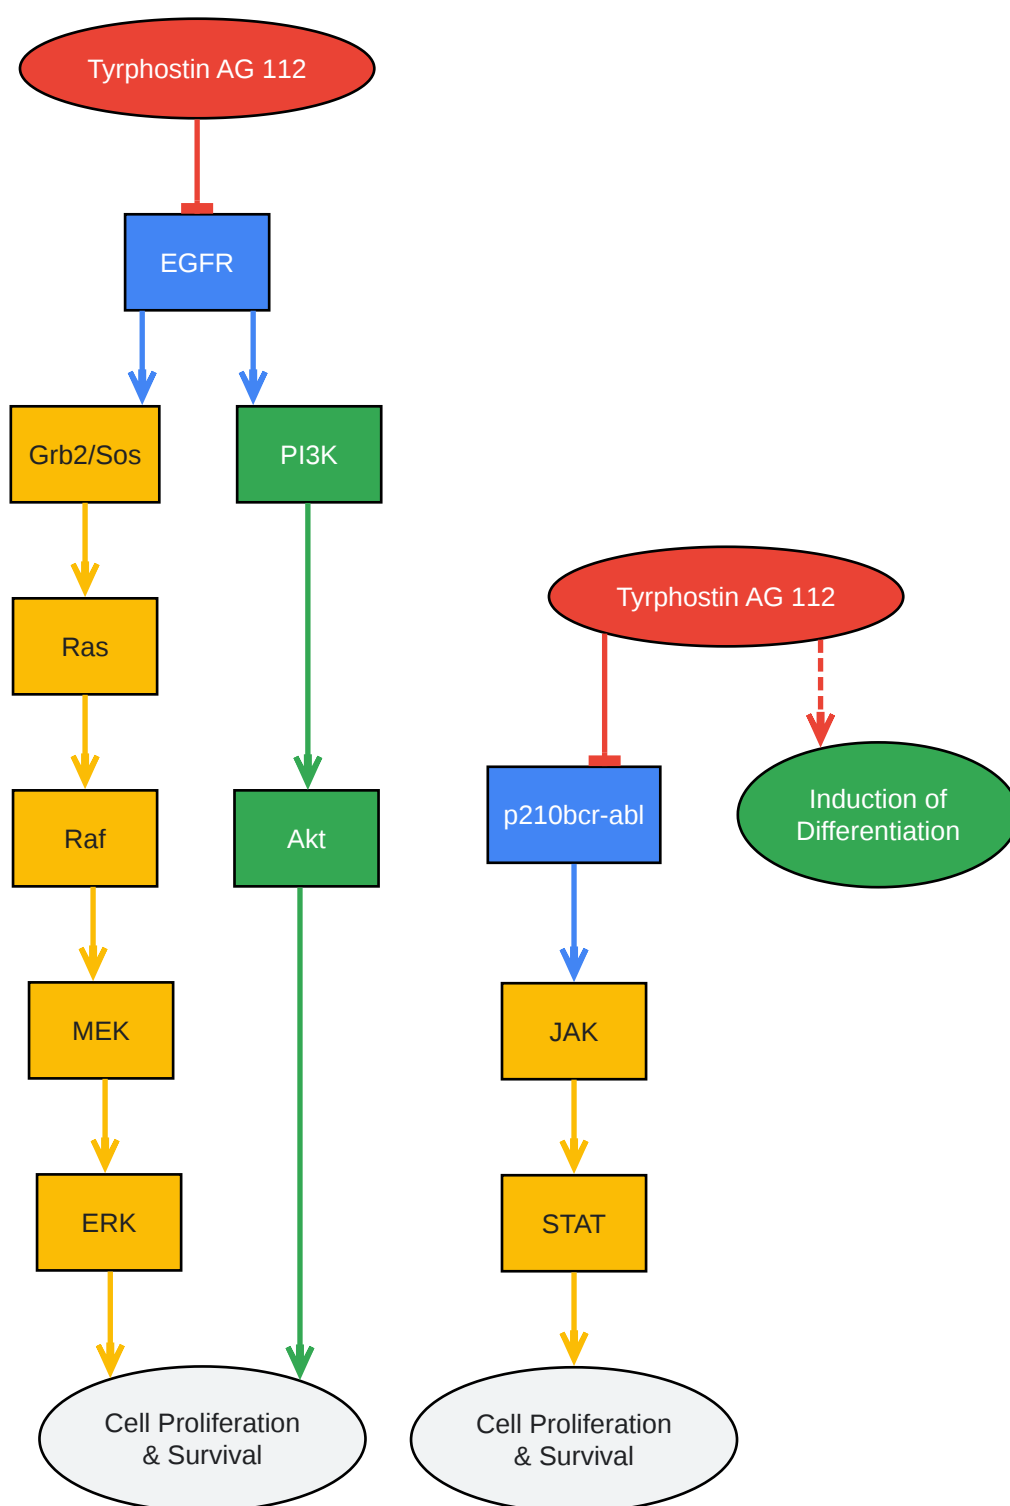 Tyrphostin AG 112
EGFR
Grb2/Sos
PI3K
Ras
Raf
Akt
MEK
ERK
Cell Proliferation
& Survival
Tyrphostin AG 112
p210bcr-abl
Induction of
Differentiation
JAK
STAT
Cell Proliferation
& Survival